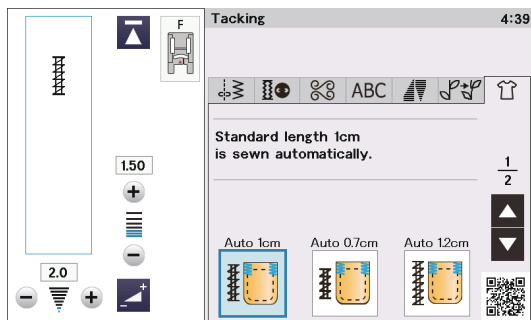 F
Tacking
4:39
ABC
Standard length 1cm
is sewn automatically.
1
2
1.50
Auto 1cm
Auto 0.7cm
Auto 1.2cm
2.0